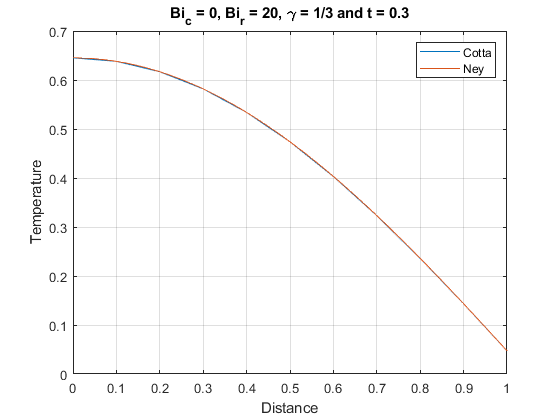 Bi_c = 0, Bi_r = 20, γ = 1/3 and t = 0.3
Cotta
Ney
Temperature
0.7
0.6
0.5
0.4
0.3
0.2
0.1
0
0 0.1 0.2 0.3 0.4 0.5 0.6 0.7 0.8 0.9 1
Distance